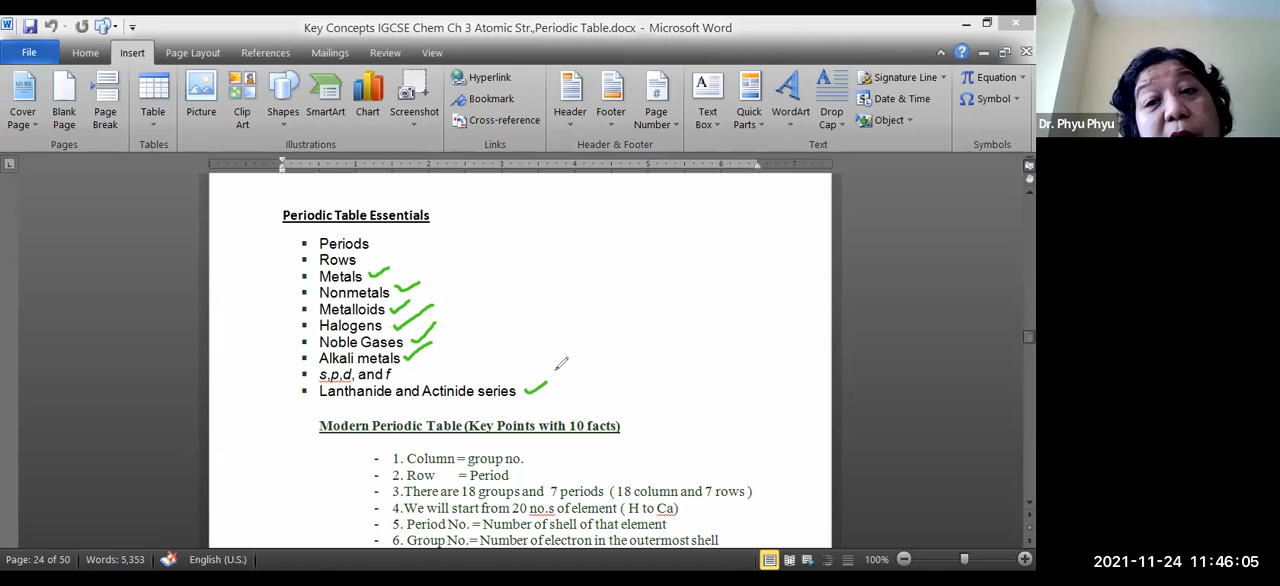 Key Concepts IGCSE Chem Ch 3 Atomic Str.,Periodic Table.docx - Microsoft Word
File Home Insert Page Layout References Mailings Review View
Cover Page
Blank Page
Page Break
Table
Picture
Clip Art
Shapes
SmartArt
Chart
Screenshot
Hyperlink
Bookmark
Cross-reference
Header
Footer
Page Number
Text Box
Quick Parts
WordArt
Drop Cap
Signature Line
Date & Time
Object
Equation
Symbol
Pages Tables Illustrations Links Header & Footer Text Symbols
Dr. Phyu Phyu
1 2 3 4 5 6 7
Periodic Table Essentials
Periods
Rows
Metals
Nonmetals
Metalloids
Halogens
Noble Gases
Alkali metals
s,p,d, and f
Lanthanide and Actinide series
Modern Periodic Table (Key Points with 10 facts)
- 1. Column = group no.
- 2. Row = Period
- 3.There are 18 groups and 7 periods ( 18 column and 7 rows )
- 4.We will start from 20 no.s of element ( H to Ca)
- 5. Period No. = Number of shell of that element
- 6. Group No.= Number of electron in the outermost shell
Page: 24 of 50 Words: 5,353 English (U.S.) 100%
2021-11-24 11:46:05